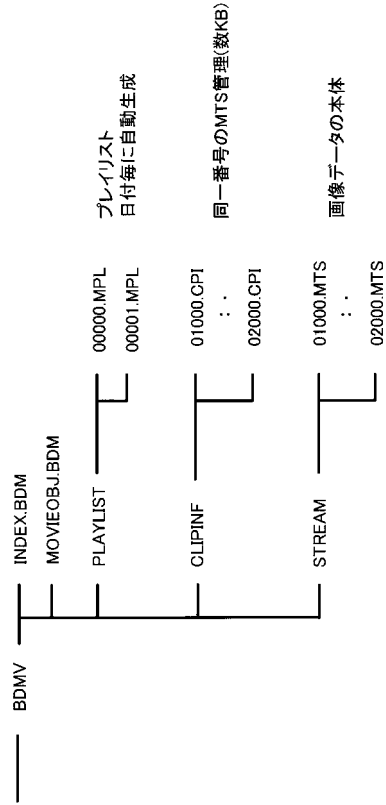 BDMV
INDEX.BDM
MOVIEOBJ.BDM
PLAYLIST
00000.MPL
00001.MPL
プレイリスト
日付毎に自動生成
CLIPINF
01000.CPI
: .
02000.CPI
同一番号のMTS管理(数KB)
STREAM
01000.MTS
: .
02000.MTS
画像データの本体